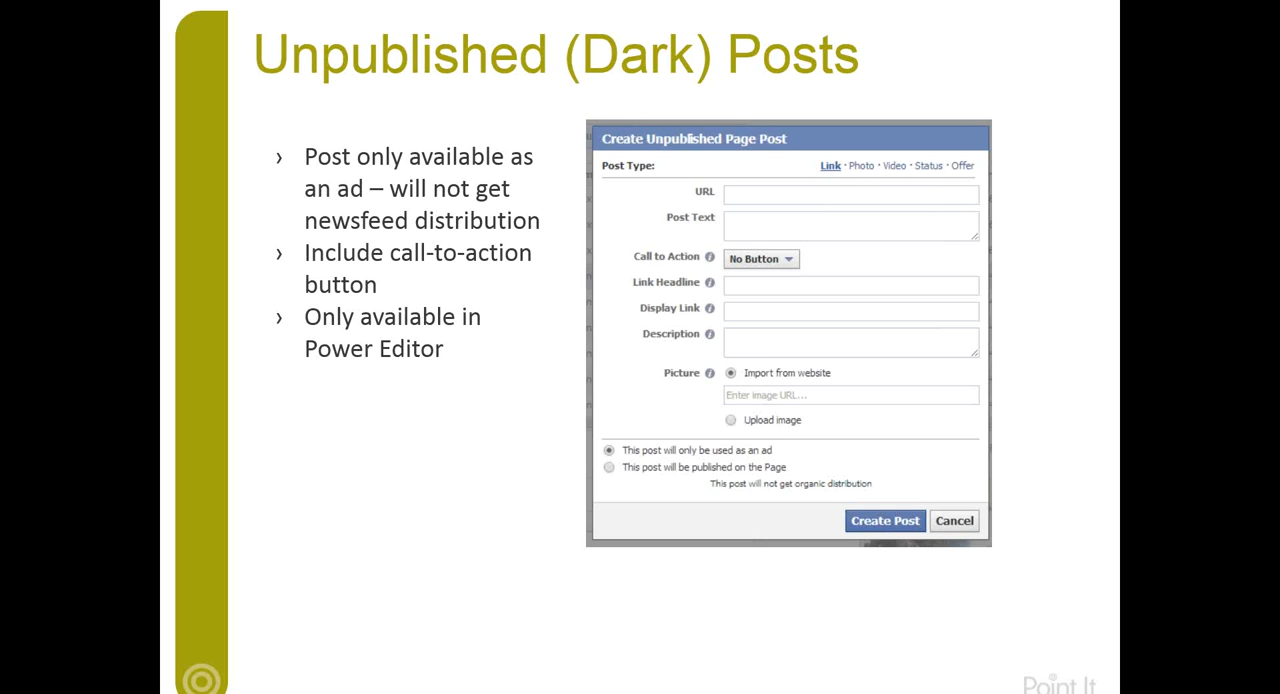 Unpublished (Dark) Posts
› Post only available as
an ad – will not get
newsfeed distribution
› Include call-to-action
button
› Only available in
Power Editor
Create Unpublished Page Post
Post Type: Link · Photo · Video · Status · Offer
URL
Post Text
Call to Action i No Button
Link Headline i
Display Link i
Description i
Picture i Import from website
Enter image URL...
Upload image
This post will only be used as an ad
This post will be published on the Page
This post will not get organic distribution
Create Post Cancel
Point It